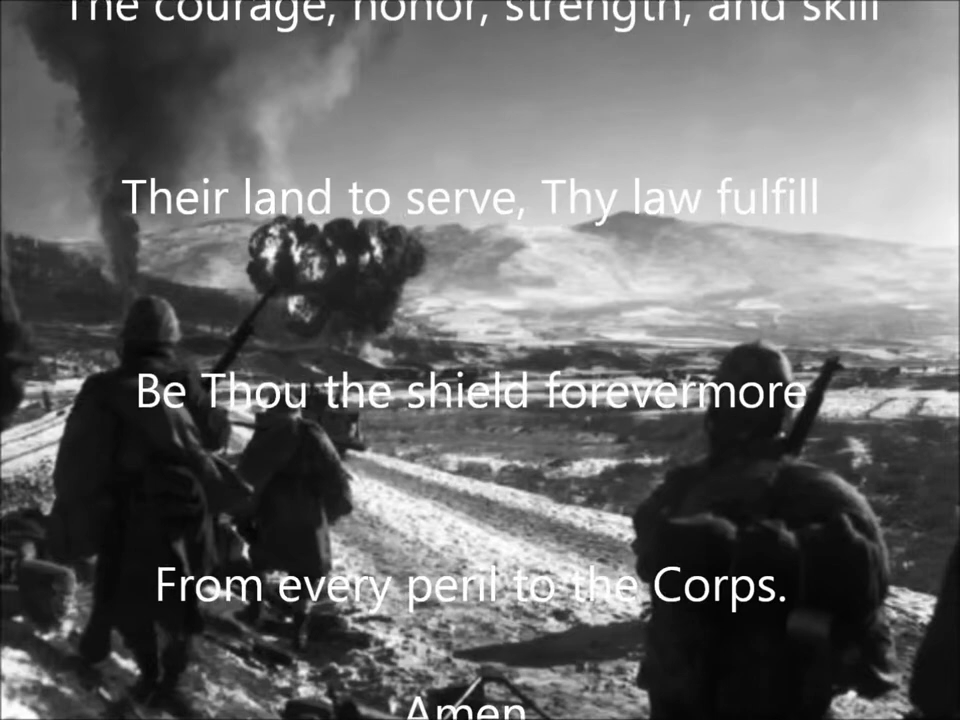 The courage, honor, strength, and skill
Their land to serve, Thy law fulfill
Be Thou the shield forevermore
From every peril to the Corps.
Amen